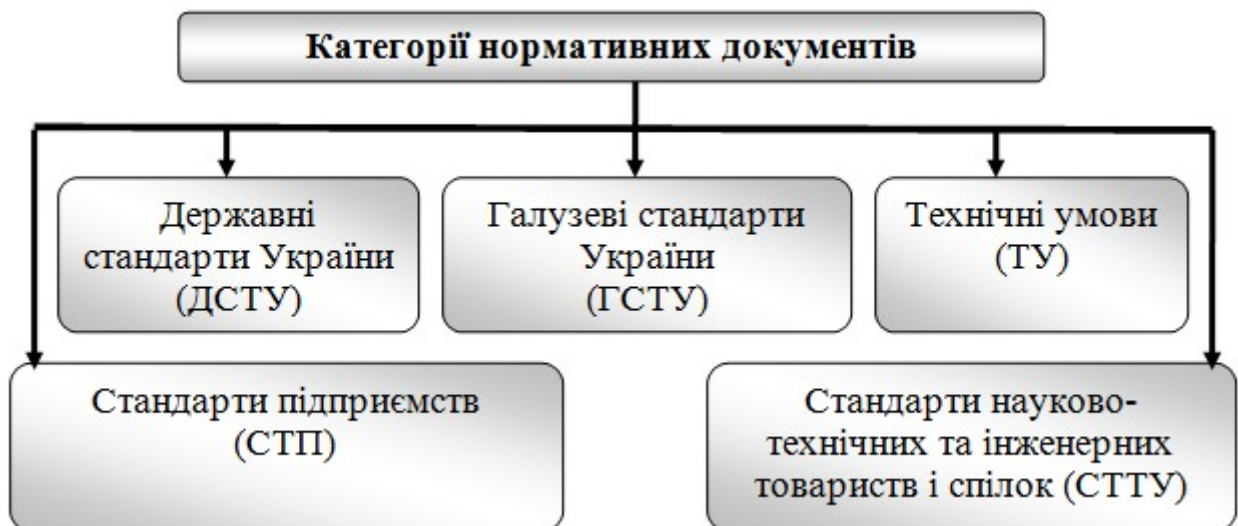 Категорії нормативних документів
Державні
стандарти України
(ДСТУ)
Галузеві стандарти
України
(ГСТУ)
Технічні умови
(ТУ)
Стандарти підприємств
(СТП)
Стандарти науково-
технічних та інженерних
товариств і спілок (СТТУ)